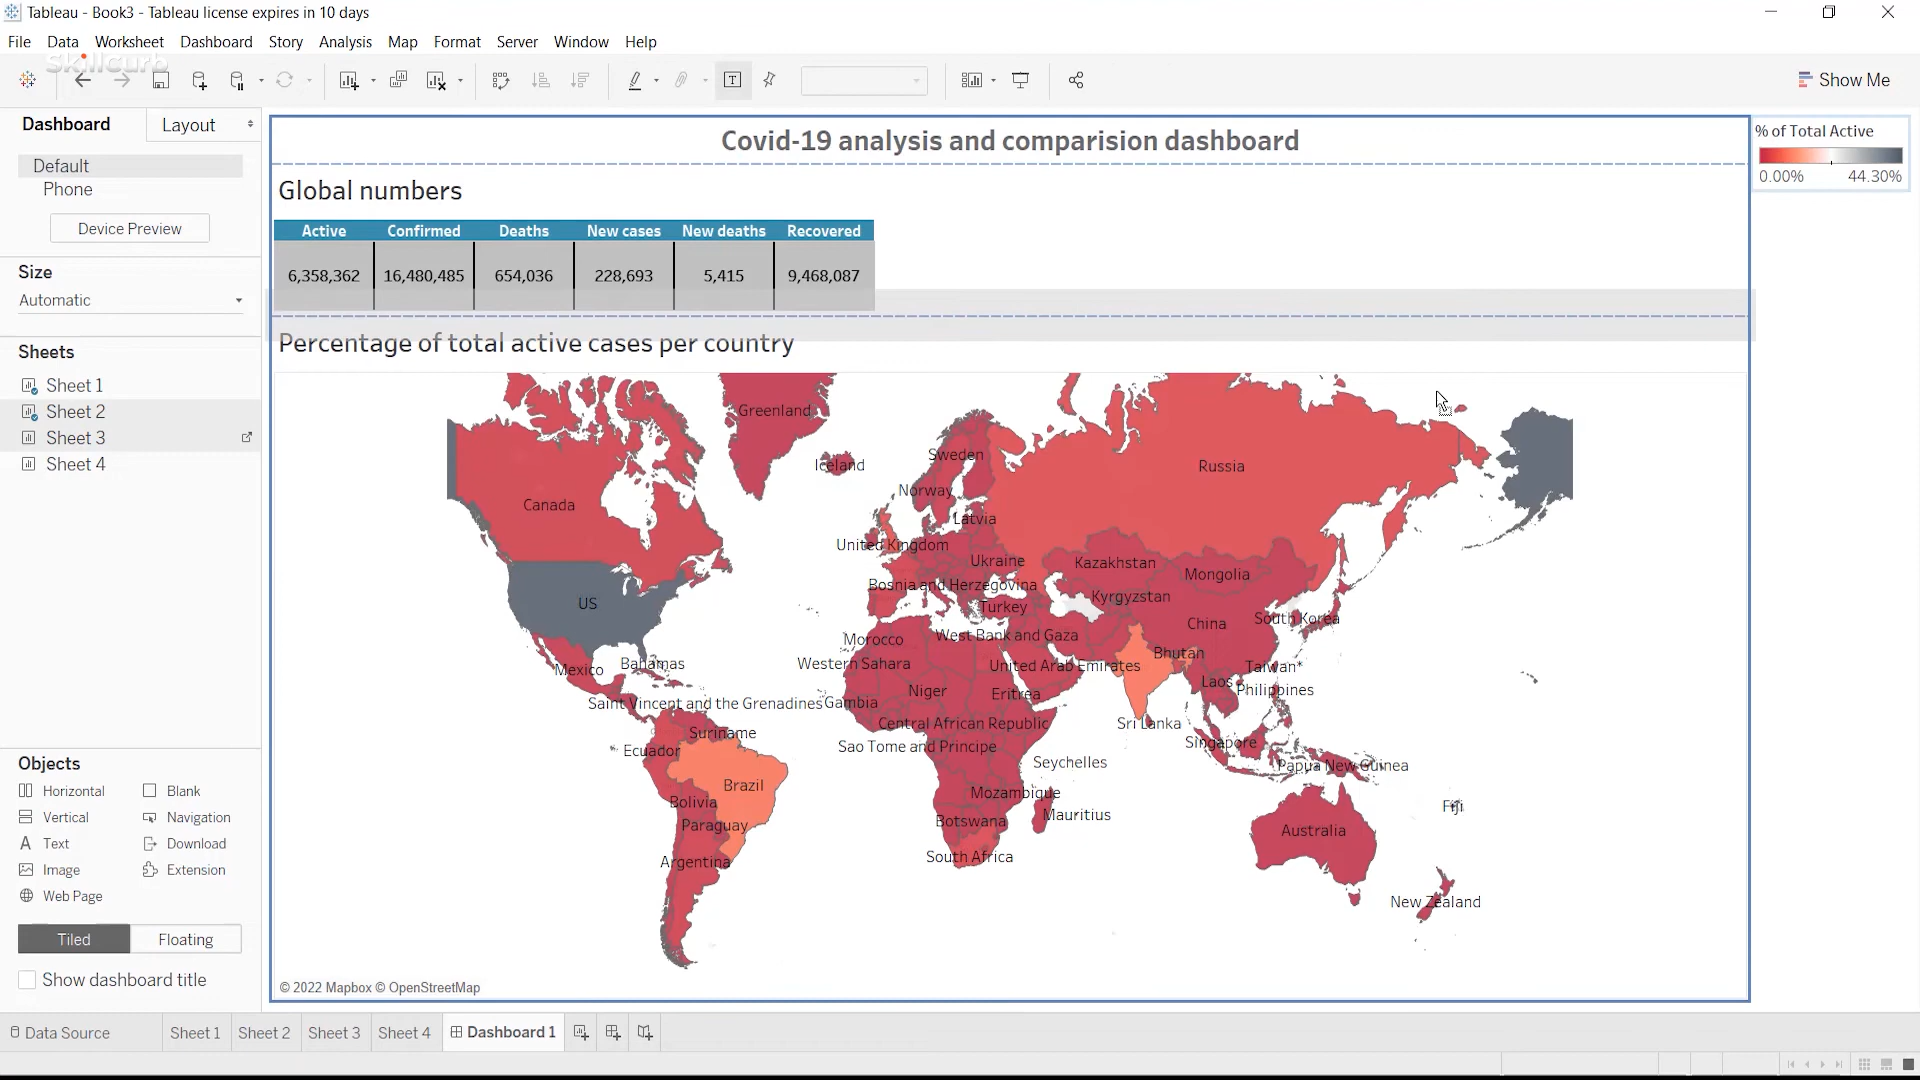 Tableau - Book3 - Tableau license expires in 10 days
File Data Worksheet Dashboard Story Analysis Map Format Server Window Help
Skillcurb
Show Me
Dashboard Layout
Default
Phone
Device Preview
Size
Automatic
Sheets
Sheet 1
Sheet 2
Sheet 3
Sheet 4
Objects
Horizontal Blank
Vertical Navigation
Text Download
Image Extension
Web Page
Tiled Floating
Show dashboard title
Covid-19 analysis and comparision dashboard
Global numbers
Active Confirmed Deaths New cases New deaths Recovered
6,358,362 16,480,485 654,036 228,693 5,415 9,468,087
Percentage of total active cases per country
Greenland
Iceland
Sweden
Russia
Norway
Canada
Latvia
United Kingdom
Ukraine
Kazakhstan
Mongolia
Bosnia and Herzegovina
Kyrgyzstan
US
Turkey
South Korea
China
Morocco
West Bank and Gaza
Bhutan
Mexico
Bahamas
Western Sahara
United Arab Emirates
Taiwan*
Laos
Niger
Eritrea
Philippines
Saint Vincent and the Grenadines
Gambia
Central African Republic
Sri Lanka
Suriname
Ecuador
Sao Tome and Principe
Singapore
Seychelles
Papua New Guinea
Brazil
Bolivia
Mozambique
Mauritius
Fiji
Paraguay
Botswana
Australia
Argentina
South Africa
New Zealand
© 2022 Mapbox © OpenStreetMap
% of Total Active
0.00% 44.30%
Data Source Sheet 1 Sheet 2 Sheet 3 Sheet 4 Dashboard 1